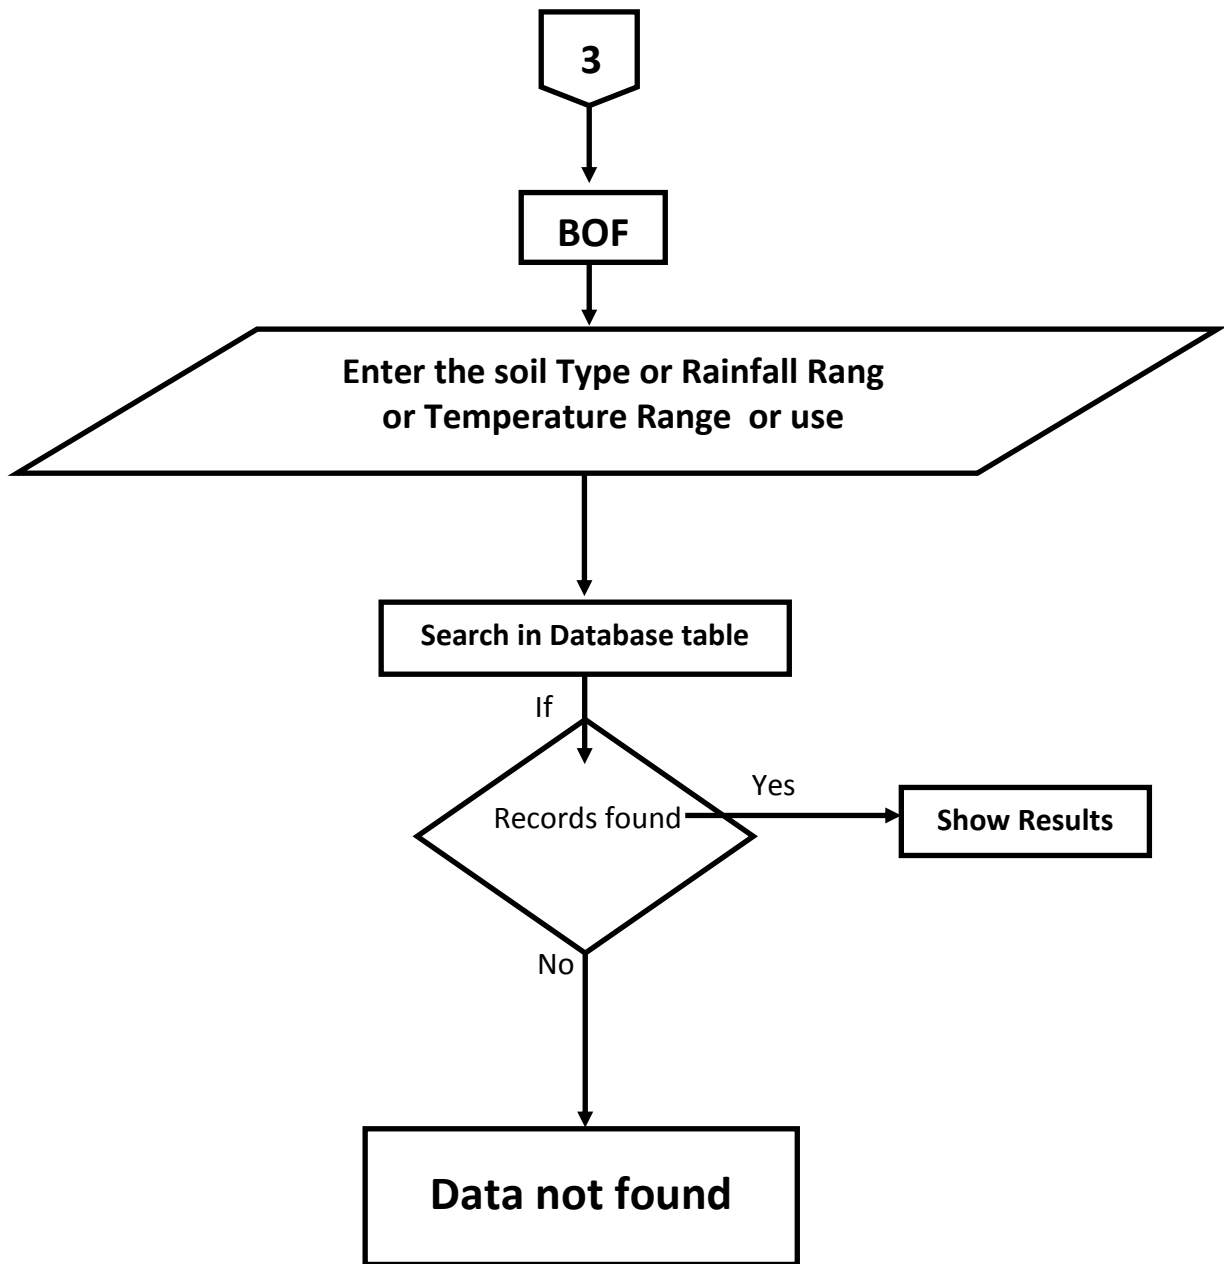 3
BOF
Enter the soil Type or Rainfall Rang
or Temperature Range or use
Search in Database table
If
Yes
Records found
Show Results
No
Data not found